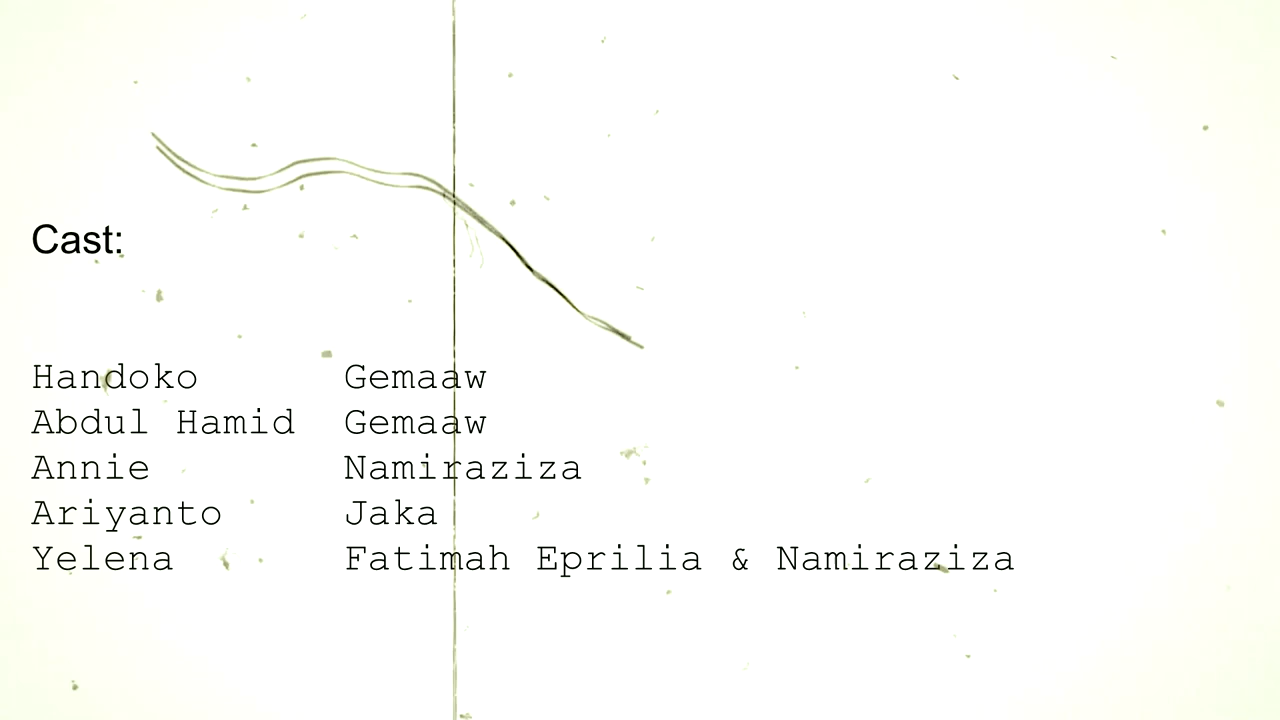 Cast:
Handoko Gemaaw
Abdul Hamid Gemaaw
Annie Namiraziza
Ariyanto Jaka
Yelena Fatimah Eprilia & Namiraziza